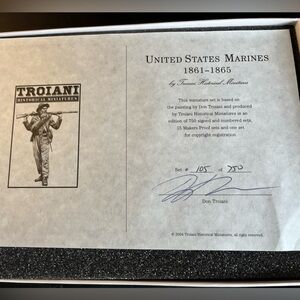 TROIANI
HISTORICAL MINIATURES
UNITED STATES MARINES
1861-1865
by Troiani Historical Miniatures
This miniature set is based on
the painting by Don Troiani and produced
by Troiani Historical Miniatures in an
edition of 750 signed and numbered sets,
15 Makers Proof sets and one set
for copyright registration.
Set # 105 of 750
Don Troiani
© 2004 Troiani Historical Miniatures, all rights reserved.